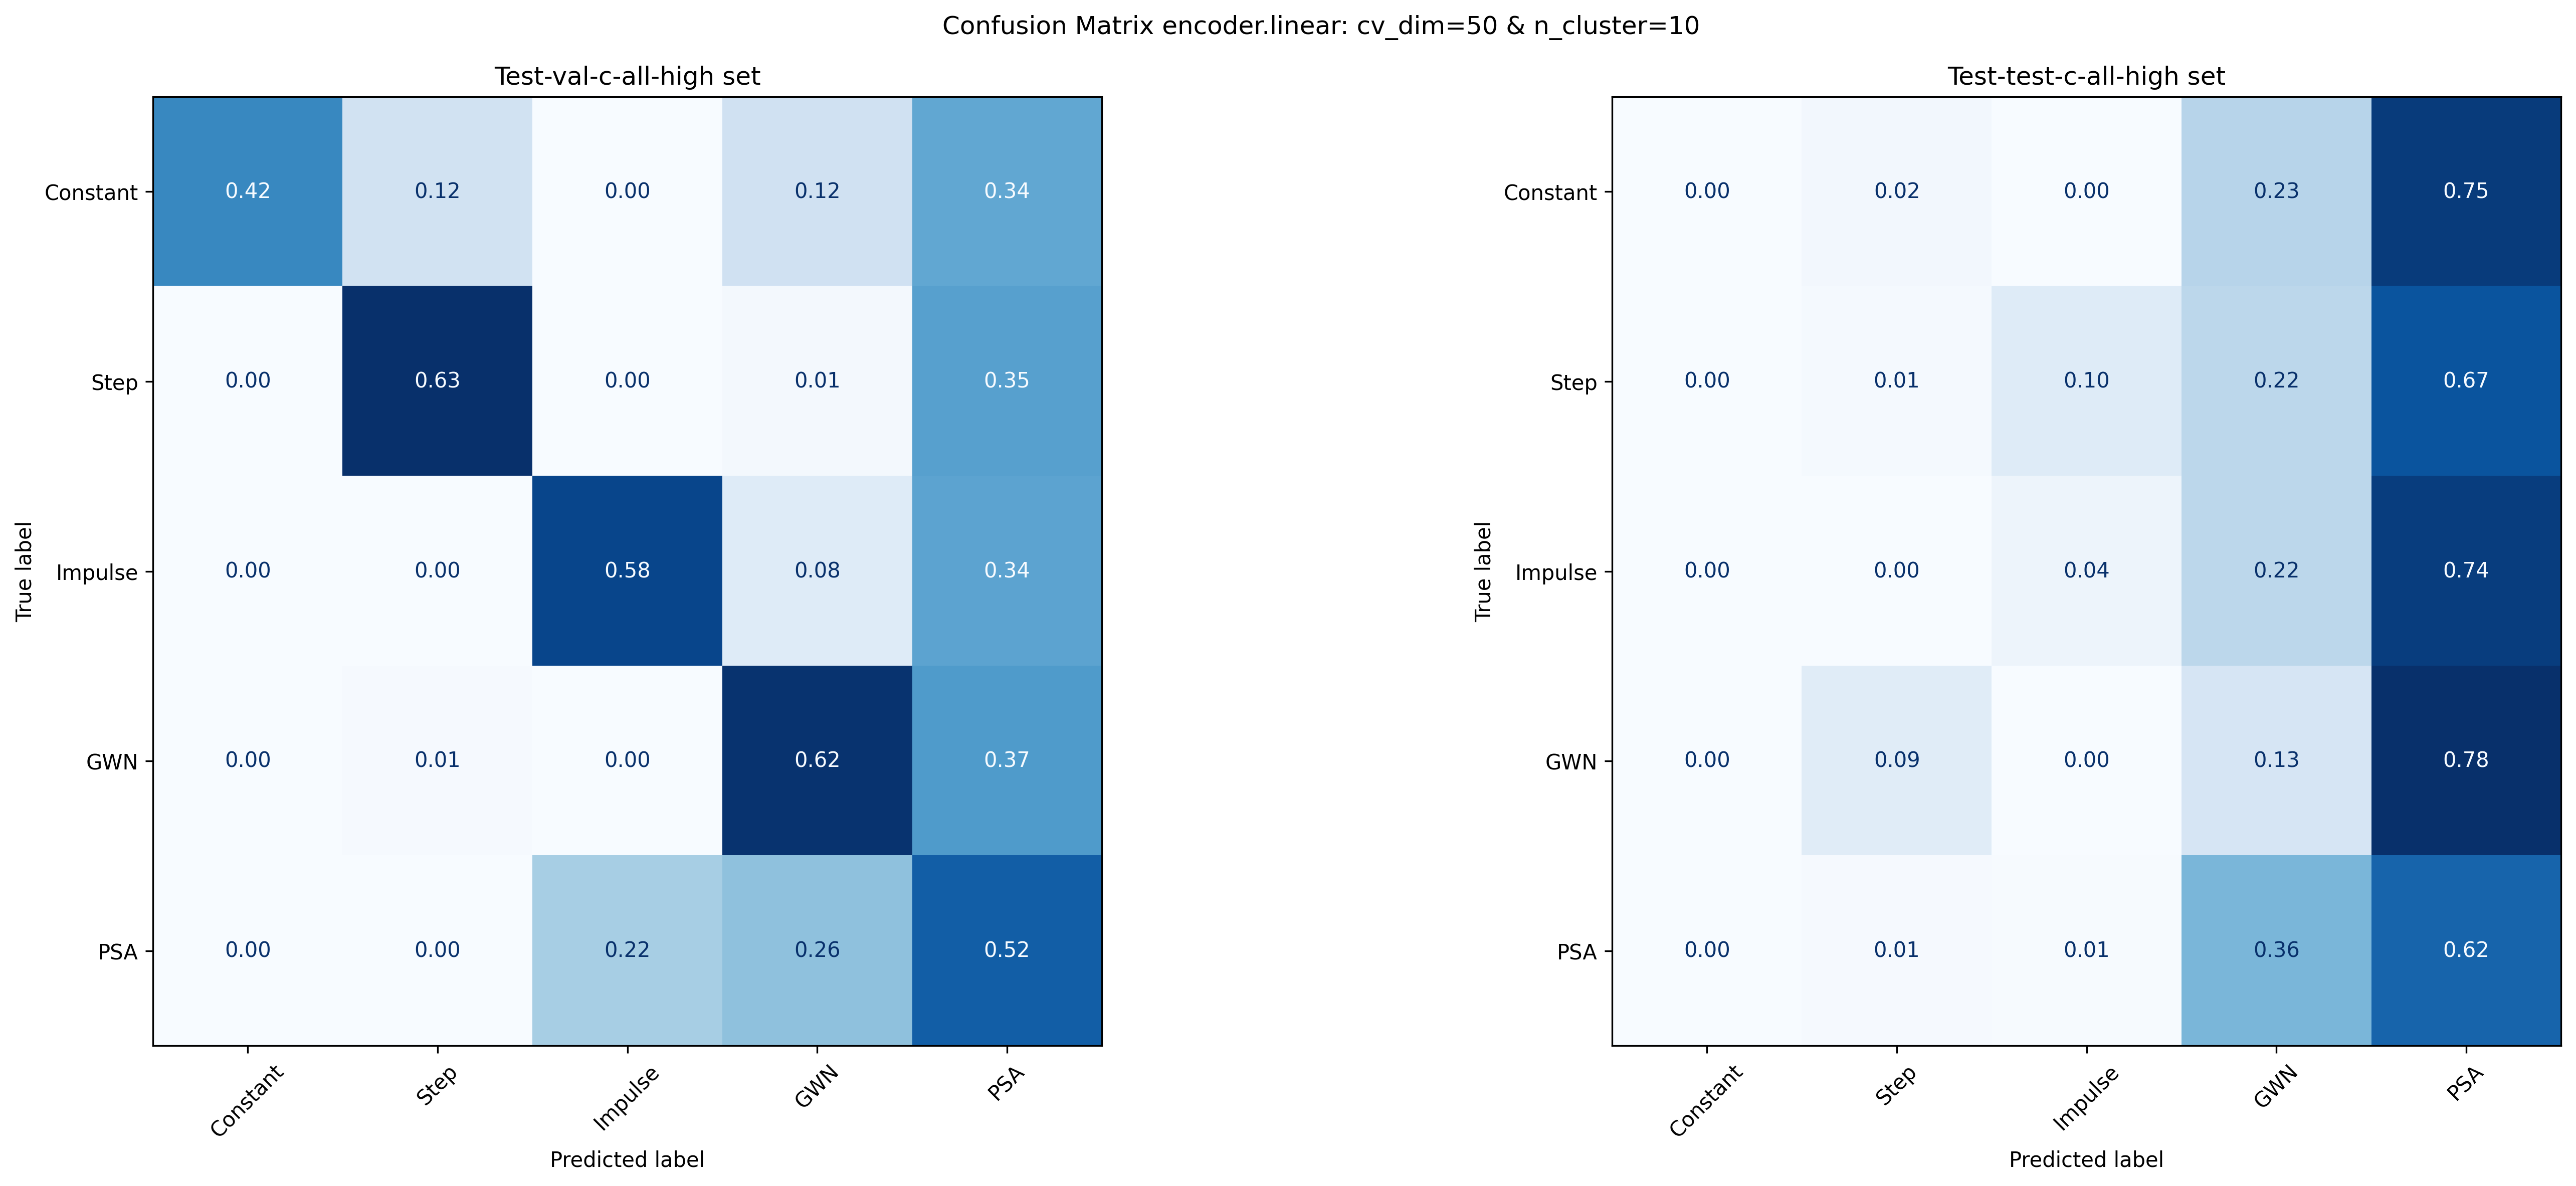 Confusion Matrix encoder.linear: cv_dim=50 & n_cluster=10
Test-val-c-all-high set
True label
Constant 0.42 0.12 0.00 0.12 0.34
Step 0.00 0.63 0.00 0.01 0.35
Impulse 0.00 0.00 0.58 0.08 0.34
GWN 0.00 0.01 0.00 0.62 0.37
PSA 0.00 0.00 0.22 0.26 0.52
Constant Step Impulse GWN PSA
Predicted label
Test-test-c-all-high set
True label
Constant 0.00 0.02 0.00 0.23 0.75
Step 0.00 0.01 0.10 0.22 0.67
Impulse 0.00 0.00 0.04 0.22 0.74
GWN 0.00 0.09 0.00 0.13 0.78
PSA 0.00 0.01 0.01 0.36 0.62
Constant Step Impulse GWN PSA
Predicted label